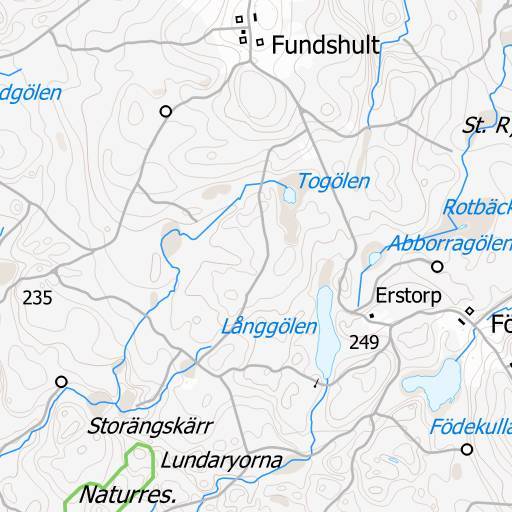 Fundshult
dgölen
St. Ry
Togölen
Rotbäck
Abborragölen
235
Erstorp
Långgölen
249
Fö
Storängskärr
Födekulla
Lundaryorna
Naturres.